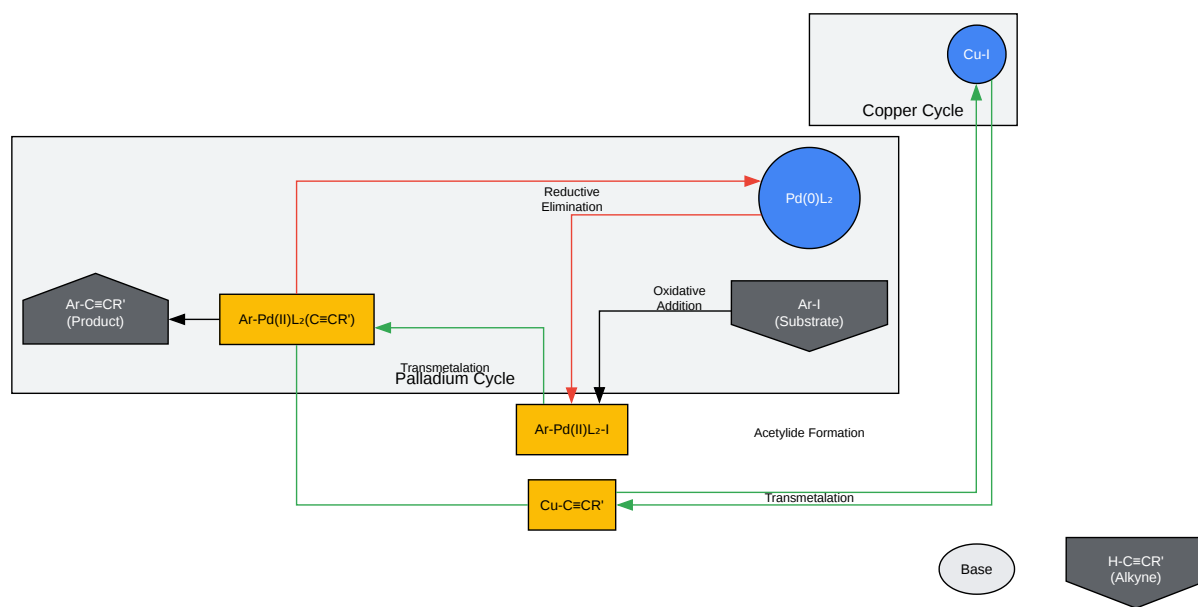 Cu-I
Copper Cycle
Reductive
Elimination
Pd(0)L₂
Oxidative
Addition
Ar-C≡CR'
(Product)
Ar-Pd(II)L₂(C≡CR')
Ar-I
(Substrate)
Transmetalation
Palladium Cycle
Ar-Pd(II)L₂-I
Acetylide Formation
Cu-C≡CR'
Transmetalation
Base
H-C≡CR'
(Alkyne)